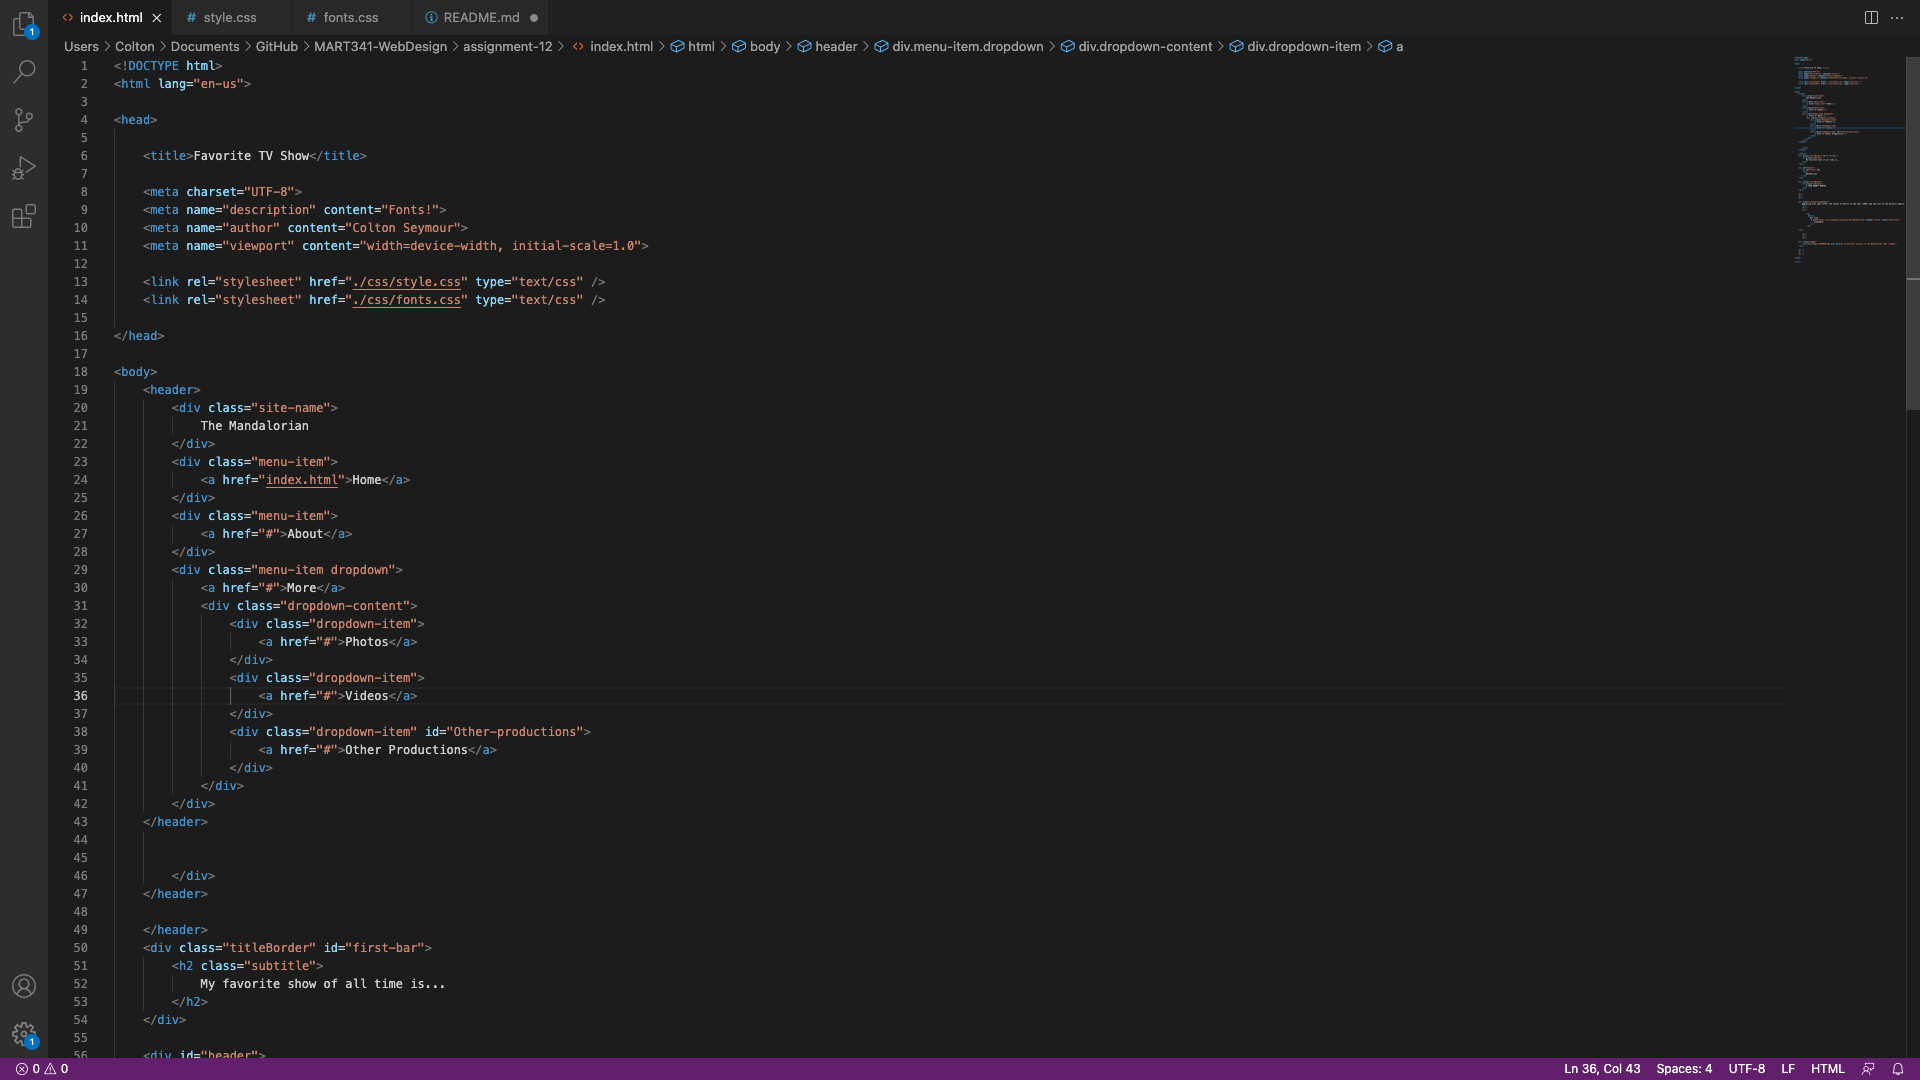 index.html
style.css
fonts.css
README.md
Users > Colton > Documents > GitHub > MART341-WebDesign > assignment-12 > index.html > html > body > header > div.menu-item.dropdown > div.dropdown-content > div.dropdown-item > a
1 <!DOCTYPE html>
2 <html lang="en-us">
3
4 <head>
5
6 <title>Favorite TV Show</title>
7
8 <meta charset="UTF-8">
9 <meta name="description" content="Fonts!">
10 <meta name="author" content="Colton Seymour">
11 <meta name="viewport" content="width=device-width, initial-scale=1.0">
12
13 <link rel="stylesheet" href="./css/style.css" type="text/css" />
14 <link rel="stylesheet" href="./css/fonts.css" type="text/css" />
15
16 </head>
17
18 <body>
19 <header>
20 <div class="site-name">
21 The Mandalorian
22 </div>
23 <div class="menu-item">
24 <a href="index.html">Home</a>
25 </div>
26 <div class="menu-item">
27 <a href="#">About</a>
28 </div>
29 <div class="menu-item dropdown">
30 <a href="#">More</a>
31 <div class="dropdown-content">
32 <div class="dropdown-item">
33 <a href="#">Photos</a>
34 </div>
35 <div class="dropdown-item">
36 <a href="#">Videos</a>
37 </div>
38 <div class="dropdown-item" id="Other-productions">
39 <a href="#">Other Productions</a>
40 </div>
41 </div>
42 </div>
43 </header>
44
45
46 </div>
47 </header>
48
49 </header>
50 <div class="titleBorder" id="first-bar">
51 <h2 class="subtitle">
52 My favorite show of all time is...
53 </h2>
54 </div>
55
56 <div id="header">
1
1
0 0
Ln 36, Col 43
Spaces: 4
UTF-8
LF
HTML